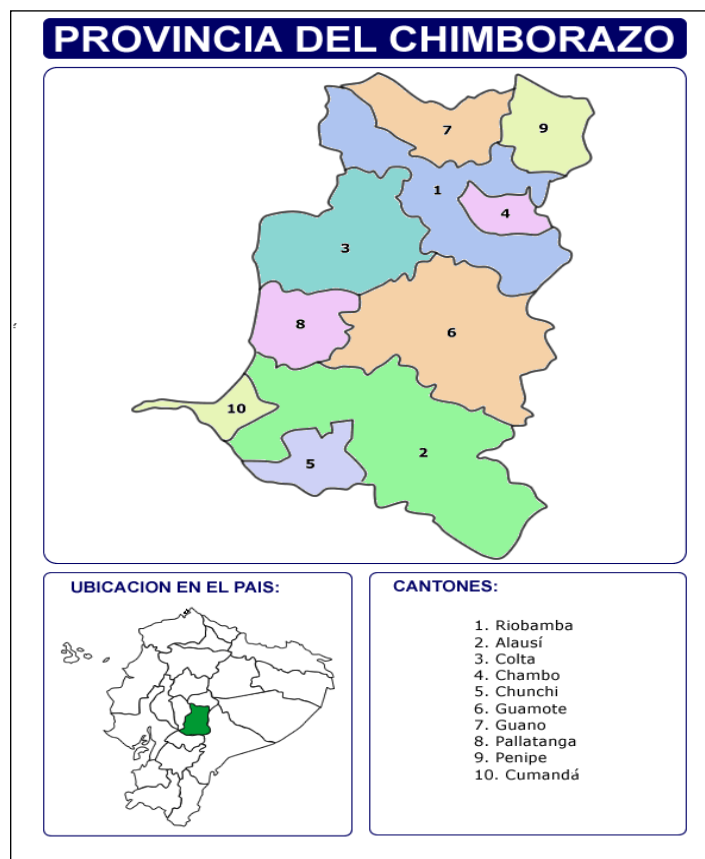 PROVINCIA DEL CHIMBORAZO
7
9
1
4
3
8
6
10
5
2
UBICACION EN EL PAIS:
CANTONES:
1. Riobamba
2. Alausí
3. Colta
4. Chambo
5. Chunchi
6. Guamote
7. Guano
8. Pallatanga
9. Penipe
10. Cumandá